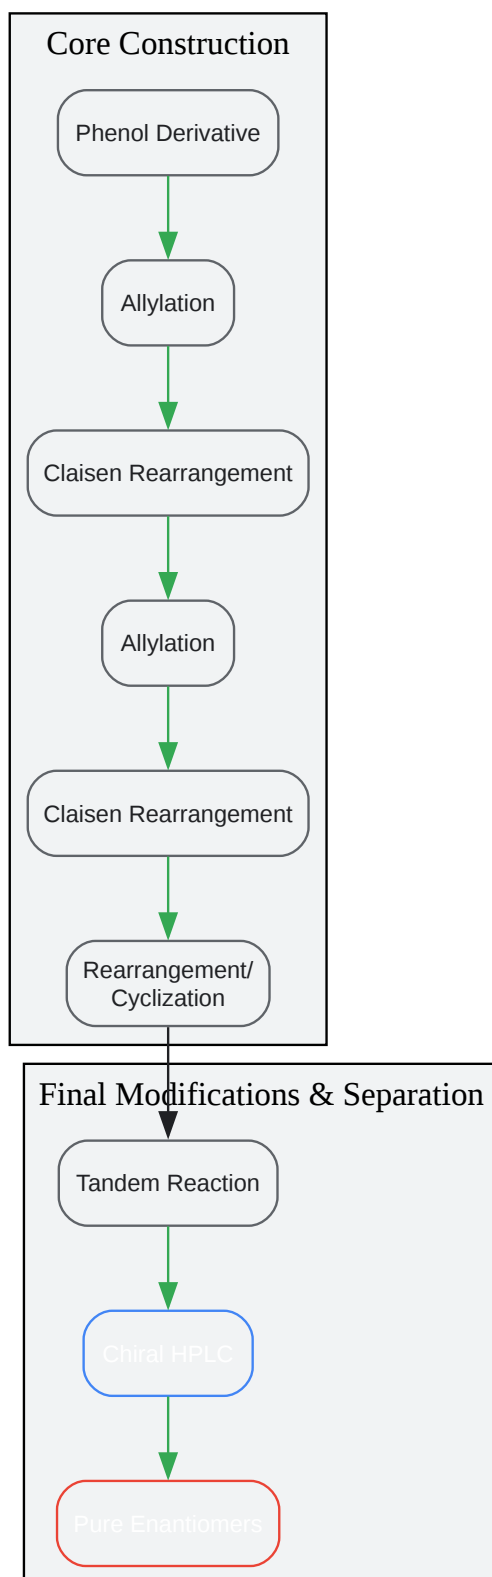 Core Construction
Phenol Derivative
Allylation
Claisen Rearrangement
Allylation
Claisen Rearrangement
Rearrangement/
Cyclization
Final Modifications & Separation
Tandem Reaction
Chiral HPLC
Pure Enantiomers